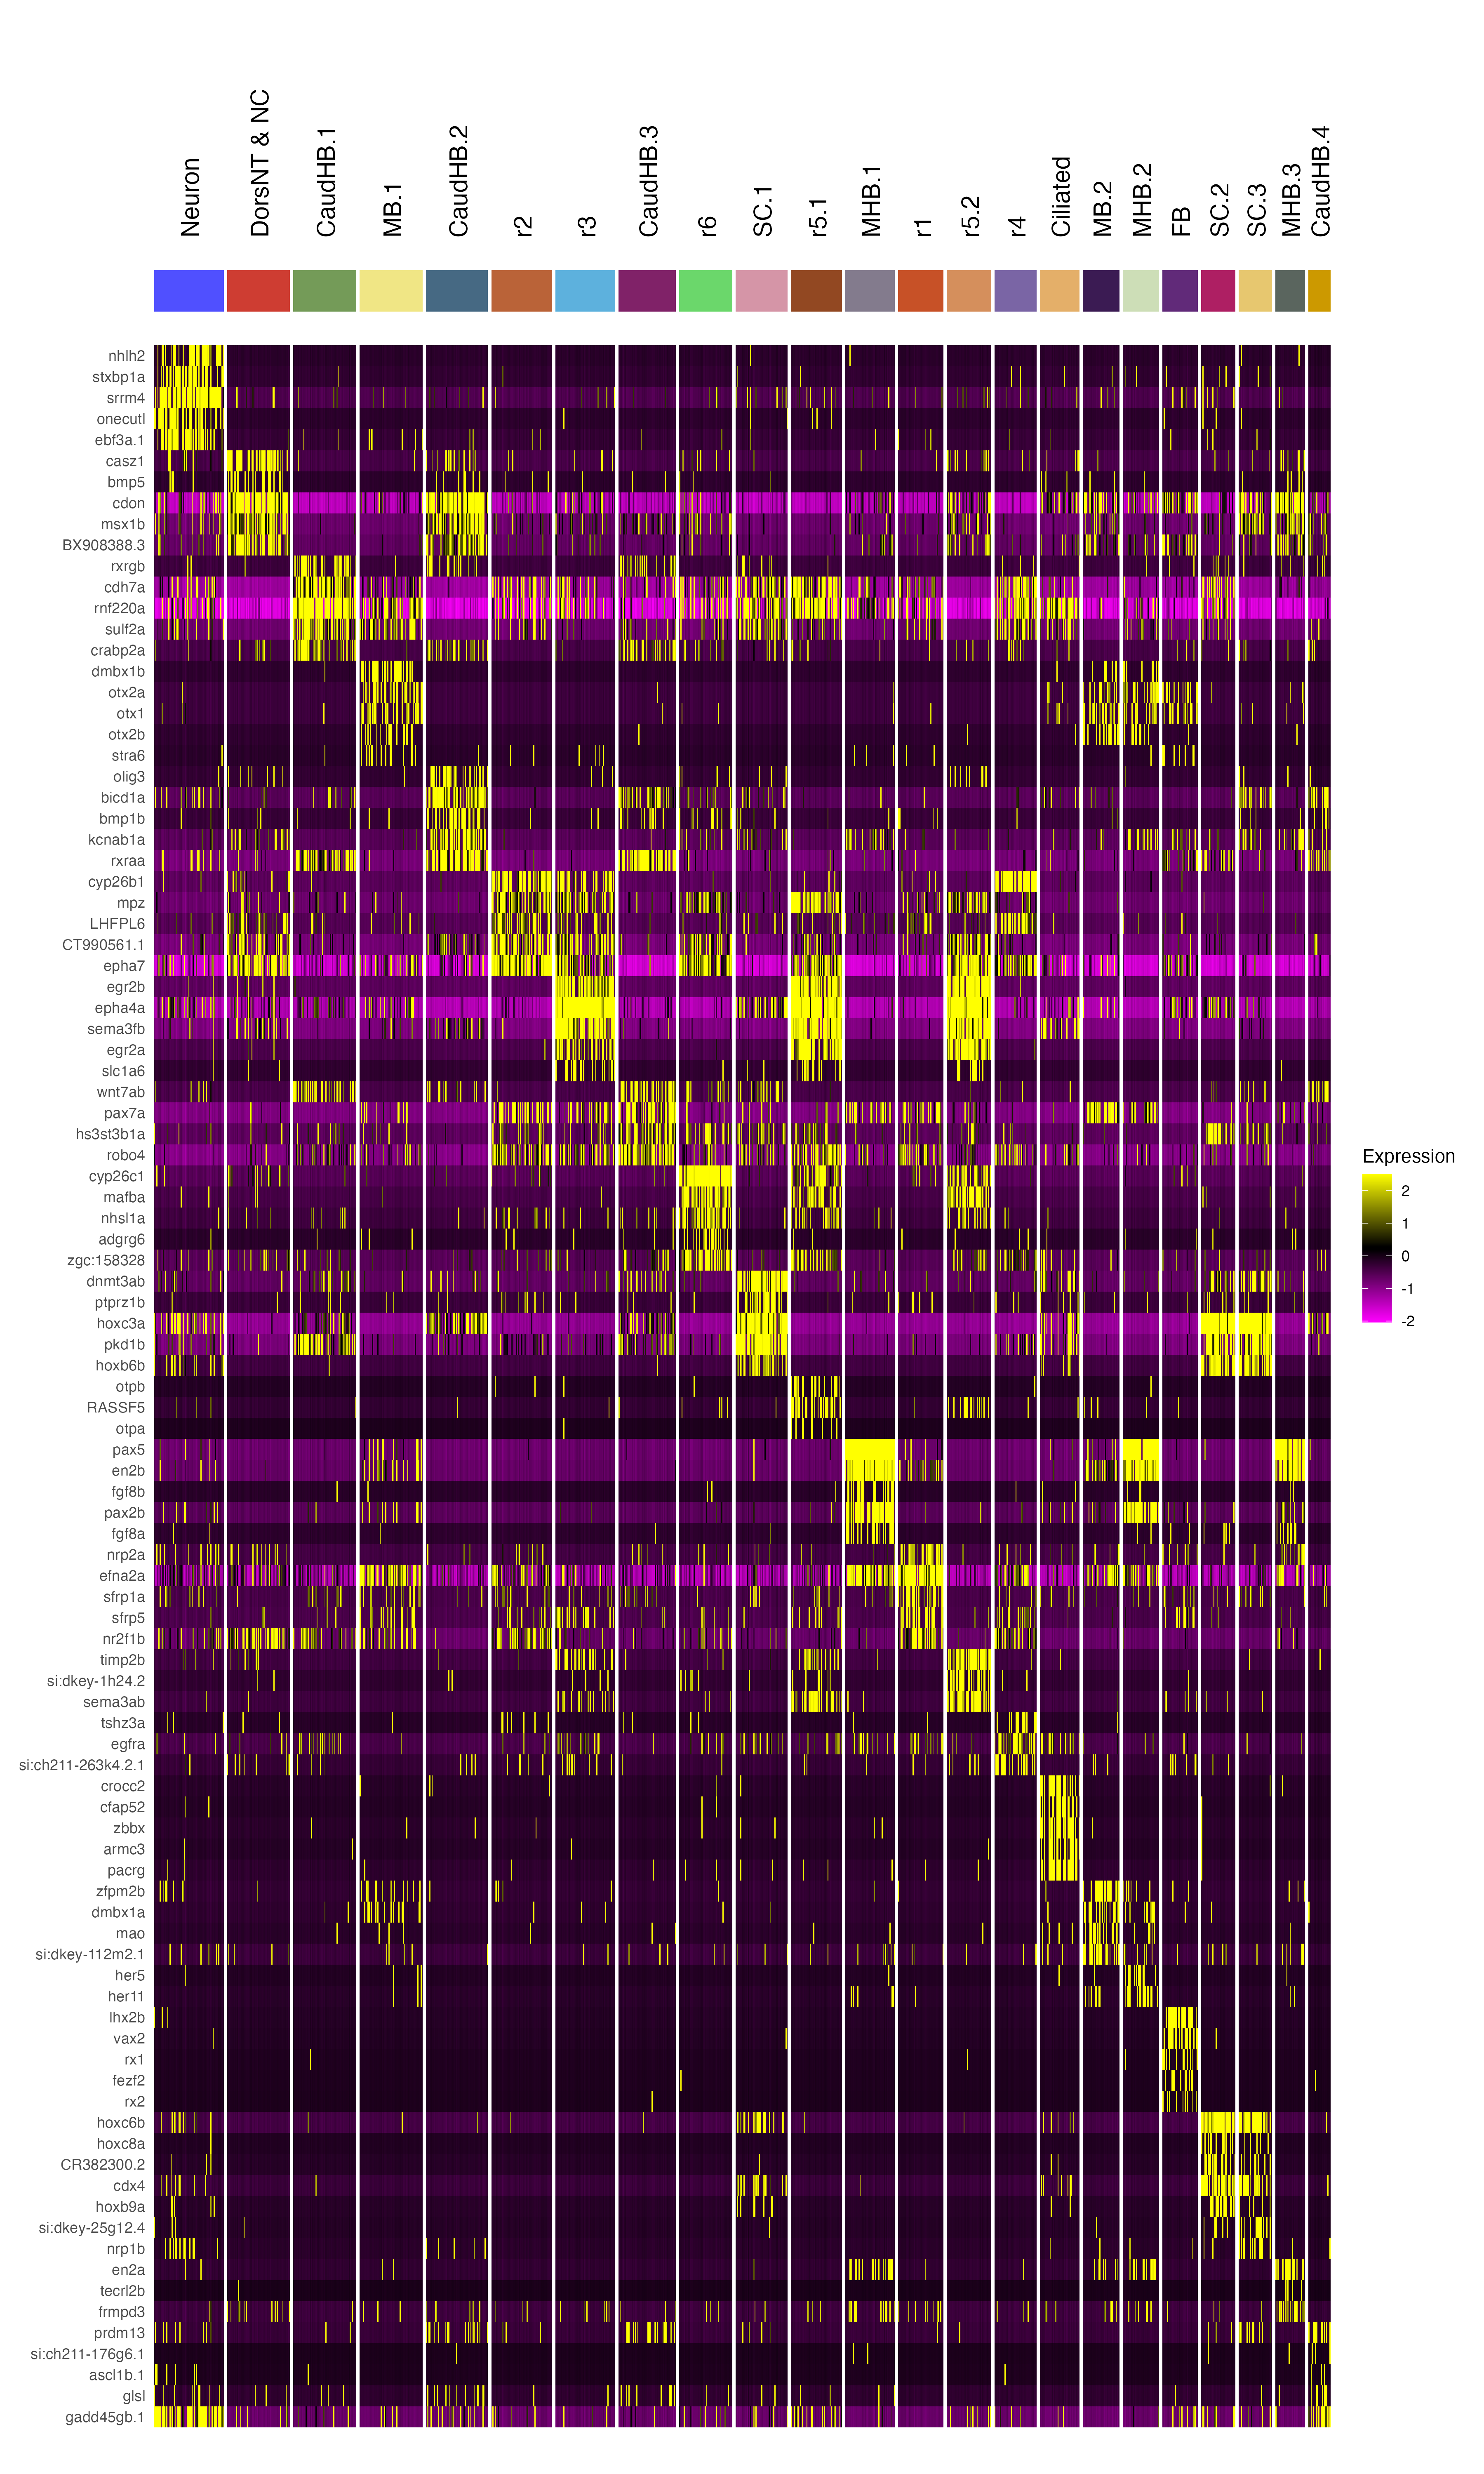 Neuron
DorsNT & NC
CaudHB.1
MB.1
CaudHB.2
r2
r3
CaudHB.3
r6
SC.1
r5.1
MHB.1
r1
r5.2
r4
Ciliated
MB.2
MHB.2
FB
SC.2
SC.3
MHB.3
CaudHB.4
nhlh2
stxbp1a
srrm4
onecutl
ebf3a.1
casz1
bmp5
cdon
msx1b
BX908388.3
rxrgb
cdh7a
rnf220a
sulf2a
crabp2a
dmbx1b
otx2a
otx1
otx2b
stra6
olig3
bicd1a
bmp1b
kcnab1a
rxraa
cyp26b1
mpz
LHFPL6
CT990561.1
epha7
egr2b
epha4a
sema3fb
egr2a
slc1a6
wnt7ab
pax7a
hs3st3b1a
robo4
cyp26c1
mafba
nhsl1a
adgrg6
zgc:158328
dnmt3ab
ptprz1b
hoxc3a
pkd1b
hoxb6b
otpb
RASSF5
otpa
pax5
en2b
fgf8b
pax2b
fgf8a
nrp2a
efna2a
sfrp1a
sfrp5
nr2f1b
timp2b
si:dkey-1h24.2
sema3ab
tshz3a
egfra
si:ch211-263k4.2.1
crocc2
cfap52
zbbx
armc3
pacrg
zfpm2b
dmbx1a
mao
si:dkey-112m2.1
her5
her11
lhx2b
vax2
rx1
fezf2
rx2
hoxc6b
hoxc8a
CR382300.2
cdx4
hoxb9a
si:dkey-25g12.4
nrp1b
en2a
tecrl2b
frmpd3
prdm13
si:ch211-176g6.1
ascl1b.1
glsl
gadd45gb.1
Expression
2
1
0
-1
-2